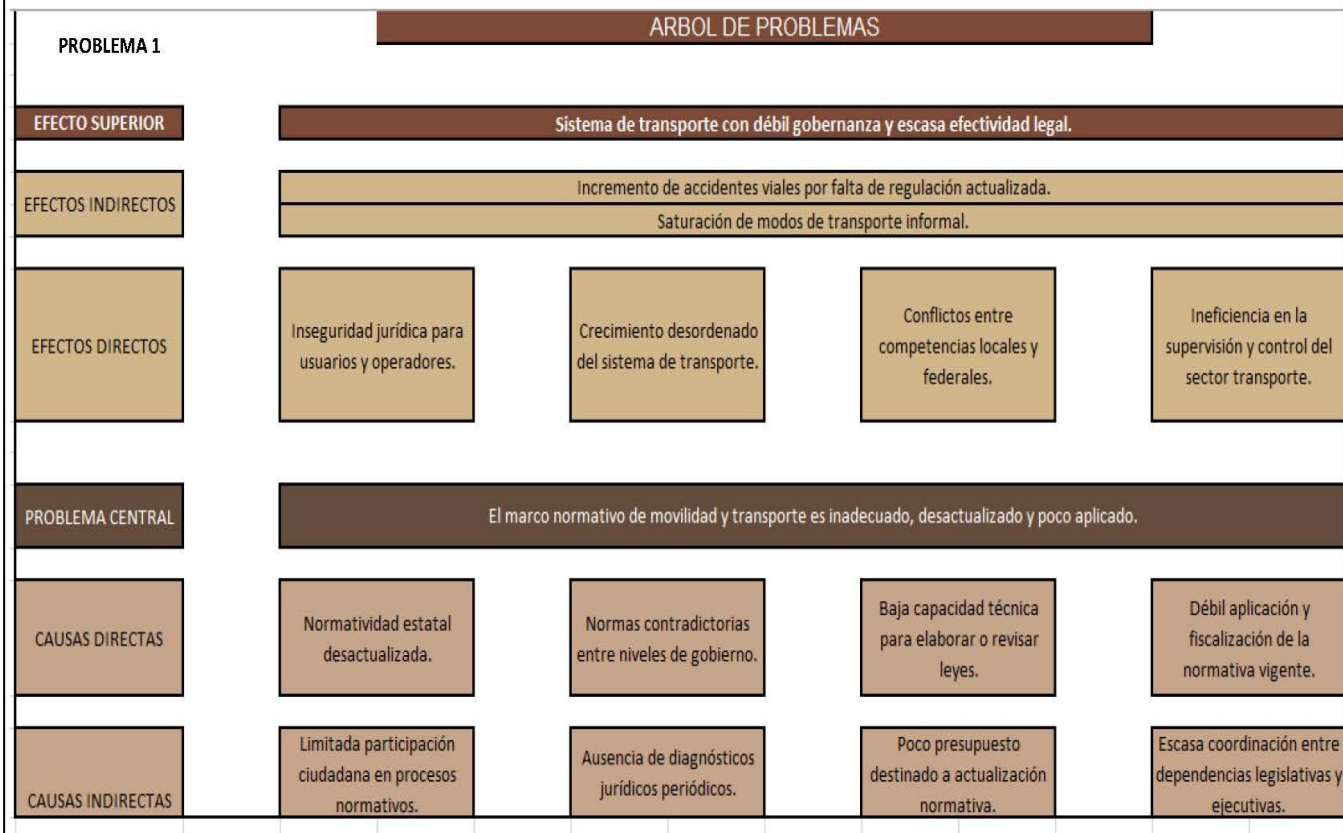 ARBOL DE PROBLEMAS
PROBLEMA 1
EFECTO SUPERIOR
Sistema de transporte con débil gobernanza y escasa efectividad legal.
EFECTOS INDIRECTOS
Incremento de accidentes viales por falta de regulación actualizada.
Saturación de modos de transporte informal.
EFECTOS DIRECTOS
Inseguridad jurídica para
usuarios y operadores.
Crecimiento desordenado
del sistema de transporte.
Conflictos entre
competencias locales y
federales.
Ineficiencia en la
supervisión y control del
sector transporte.
PROBLEMA CENTRAL
El marco normativo de movilidad y transporte es inadecuado, desactualizado y poco aplicado.
CAUSAS DIRECTAS
Normatividad estatal
desactualizada.
Normas contradictorias
entre niveles de gobierno.
Baja capacidad técnica
para elaborar o revisar
leyes.
Débil aplicación y
fiscalización de la
normativa vigente.
CAUSAS INDIRECTAS
Limitada participación
ciudadana en procesos
normativos.
Ausencia de diagnósticos
jurídicos periódicos.
Poco presupuesto
destinado a actualización
normativa.
Escasa coordinación entre
dependencias legislativas y
ejecutivas.